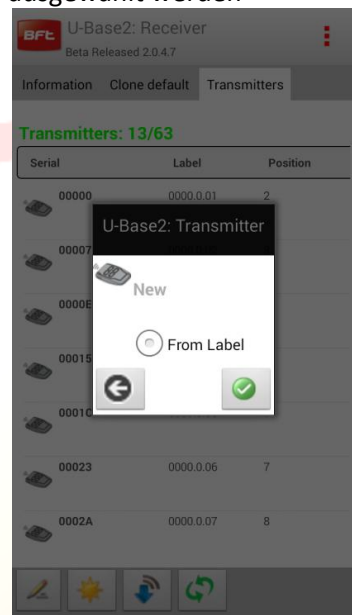 ausgewählt werden
BFT U-Base2: Receiver
Beta Released 2.0.4.7
Information Clone default Transmitters
Transmitters: 13/63
Serial Label Position
00000 0000.0.01 2
U-Base2: Transmitter
00007
New
0000E
From Label
00015
0001C
00023 0000.0.06 7
0002A 0000.0.07 8